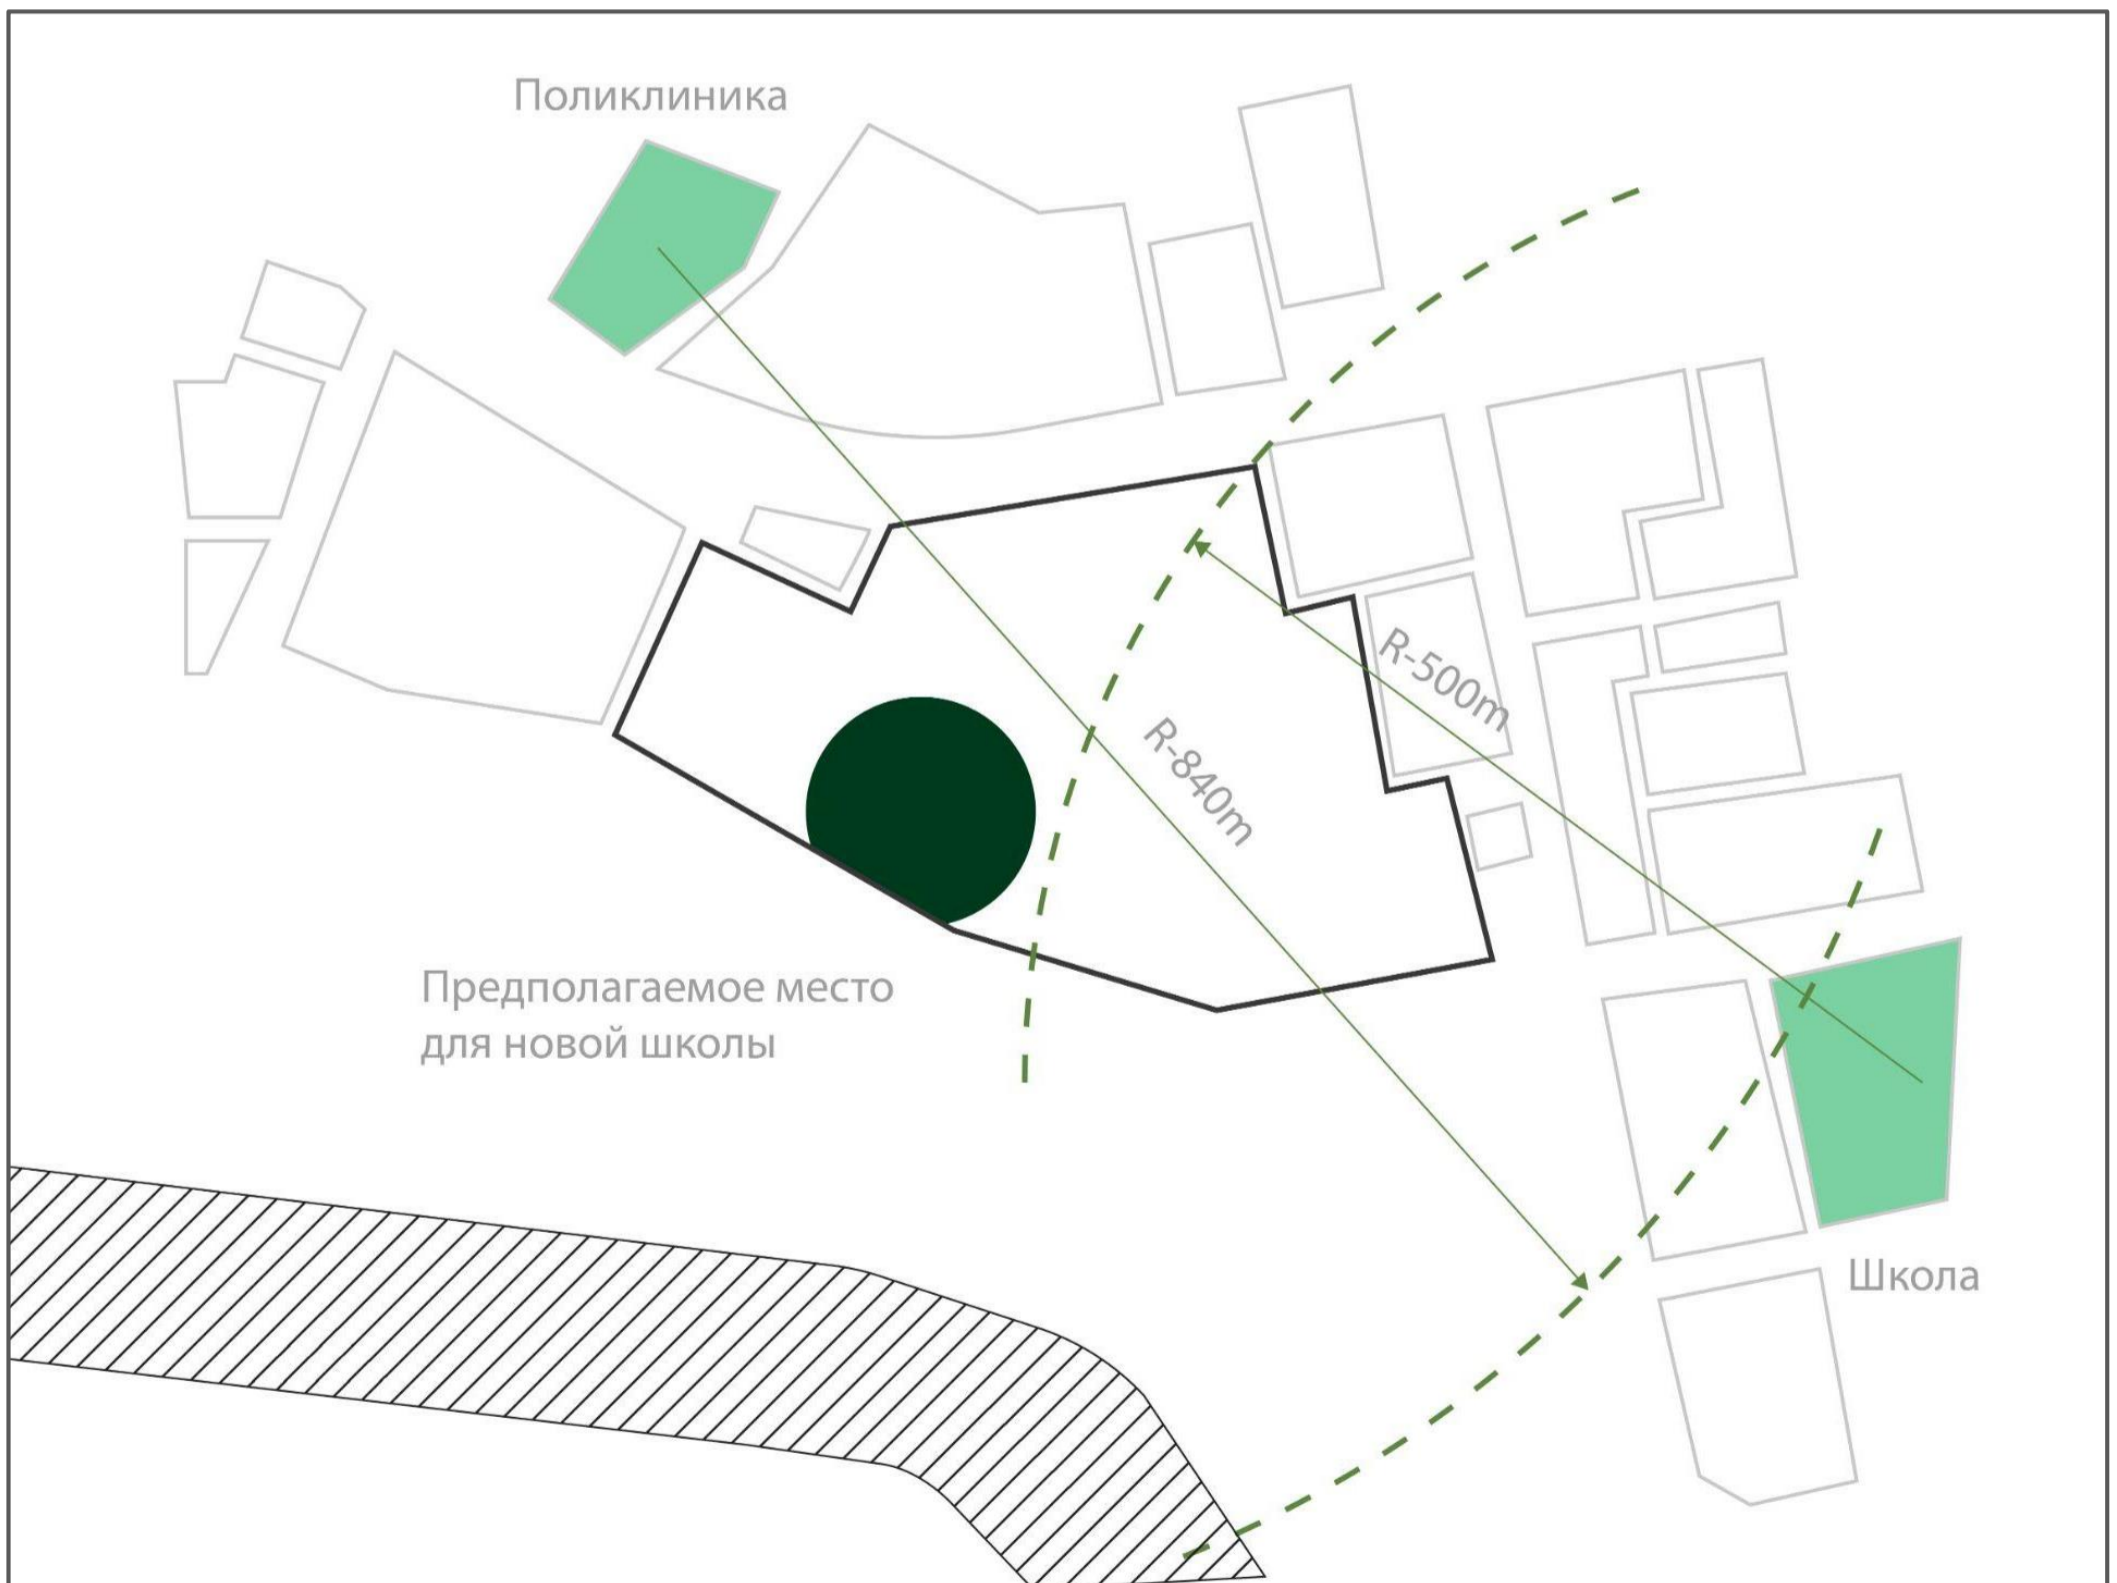 Поликлиника
R-500m
R-840m
Предполагаемое место
для новой школы
Школа